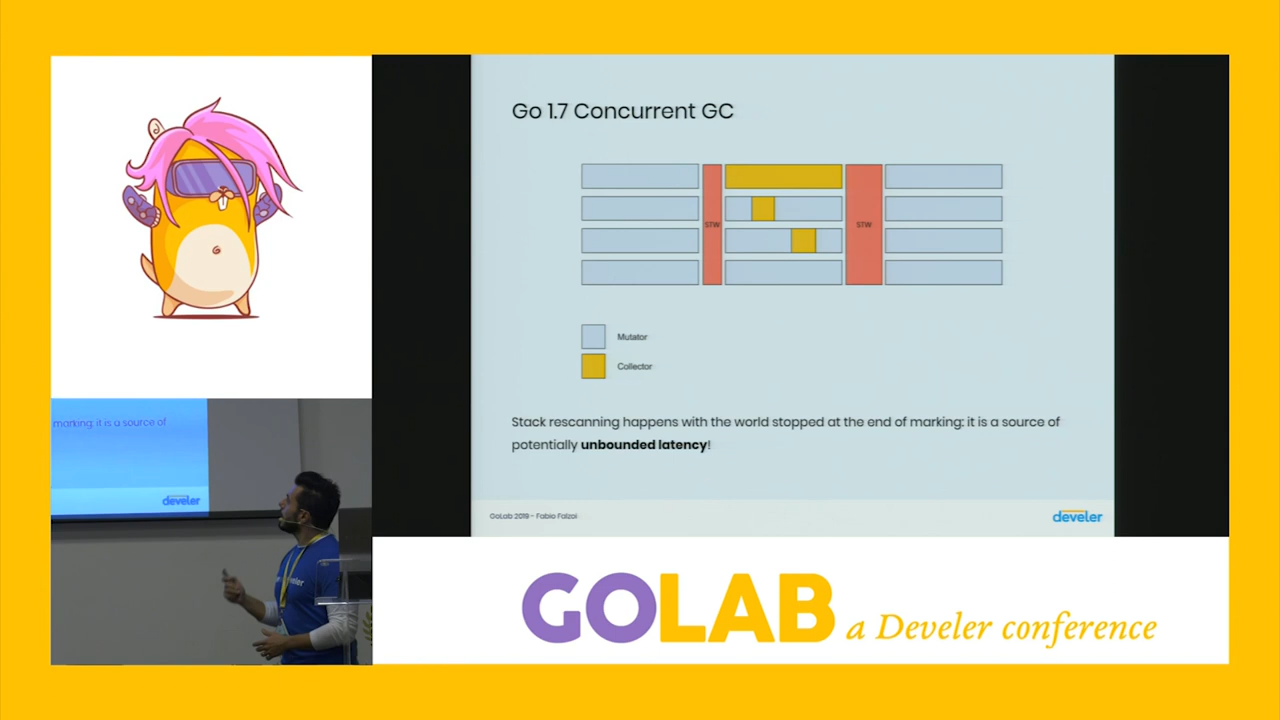 Go 1.7 Concurrent GC
STW
STW
Mutator
Collector
Stack rescanning happens with the world stopped at the end of marking: it is a source of
potentially unbounded latency!
GoLab 2019 - Fabio Falzoi
develer
marking: it is a source of
develer
GOLAB a Develer conference